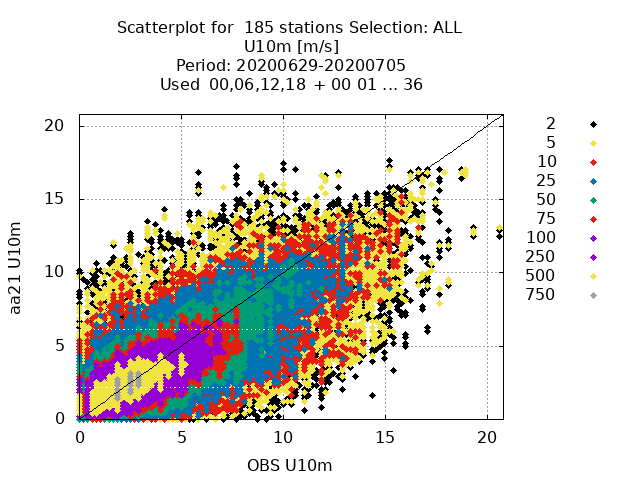 Scatterplot for 185 stations Selection: ALL
U10m [m/s]
Period: 20200629-20200705
Used 00,06,12,18 + 00 01 ... 36
aa21 U10m
20
15
10
5
0
0 5 10 15 20
OBS U10m
2
5
10
25
50
75
100
250
500
750